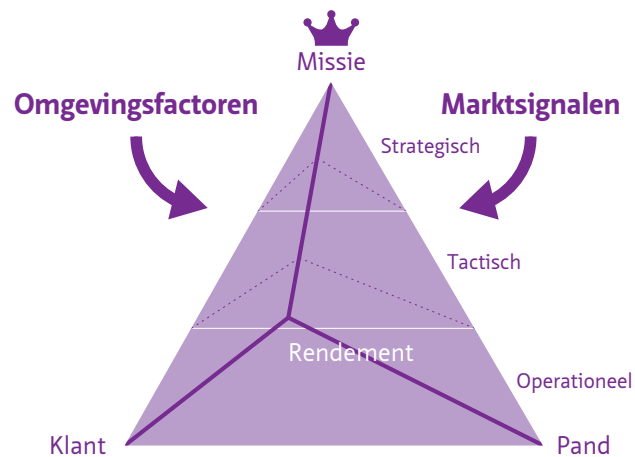 Missie
Omgevingsfactoren
Marktsignalen
Strategisch
Tactisch
Rendement
Operationeel
Klant
Pand